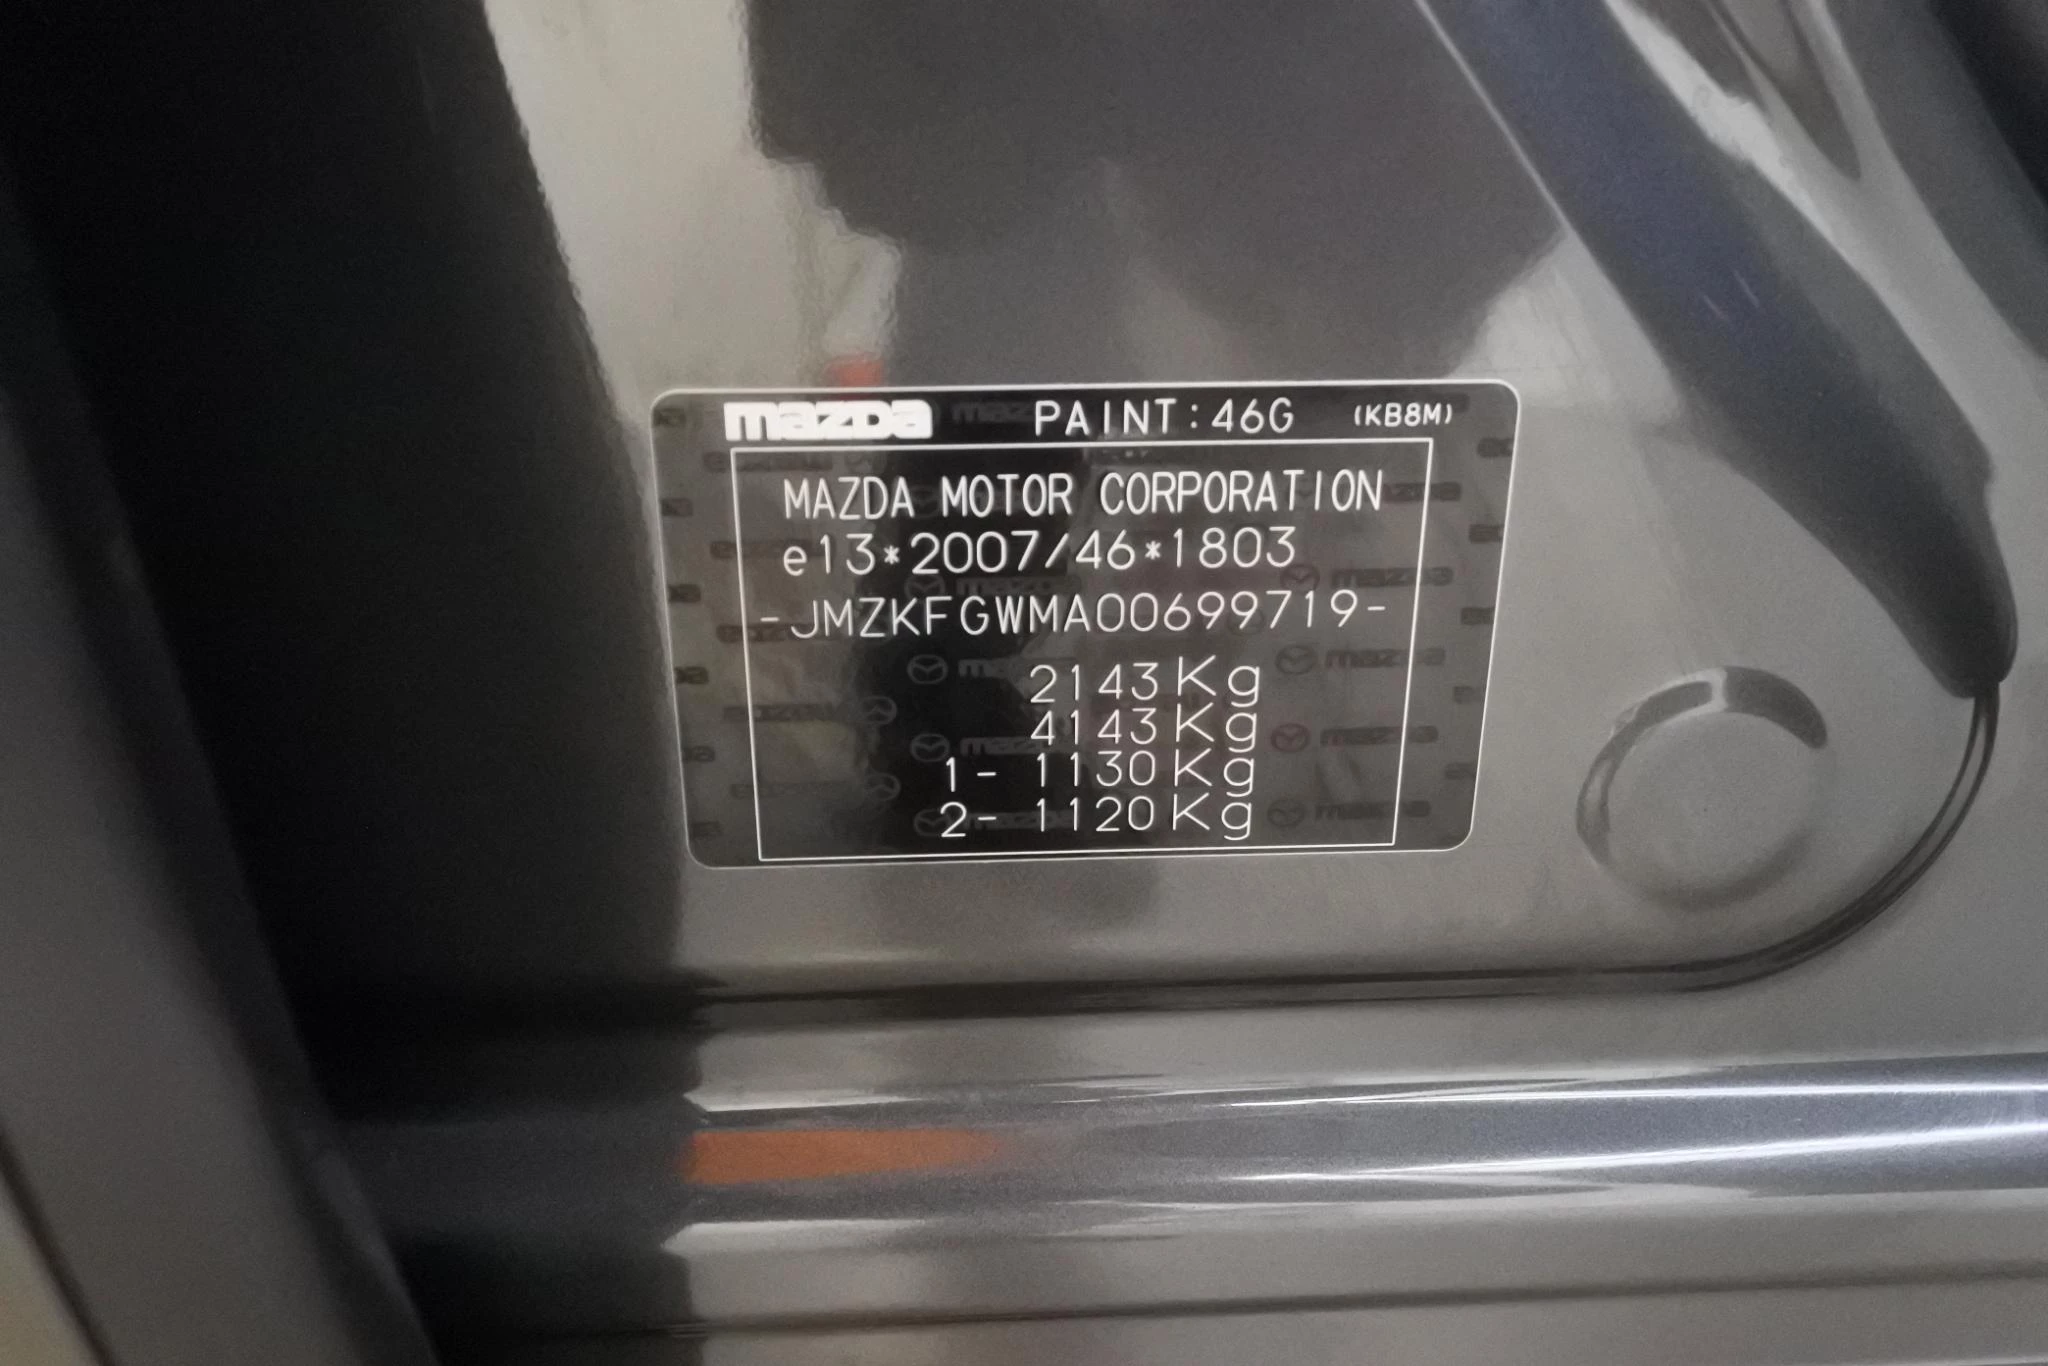 mazda PAINT:46G (KB8M)
MAZDA MOTOR CORPORATION
e13*2007/46*1803
-JMZKFGWMA00699719-
2143Kg
4143Kg
1- 1130Kg
2- 1120Kg